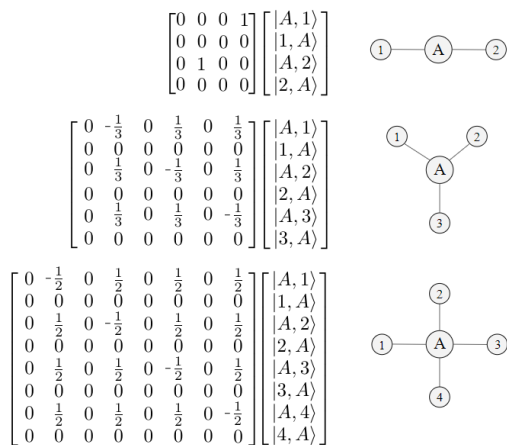 0 0 0 1 |A, 1⟩
0 0 0 0 |1, A⟩
0 1 0 0 |A, 2⟩
0 0 0 0 |2, A⟩
1 A 2
0 -1/3 0 1/3 0 1/3 |A, 1⟩
0 0 0 0 0 0 |1, A⟩
0 1/3 0 -1/3 0 1/3 |A, 2⟩
0 0 0 0 0 0 |2, A⟩
0 1/3 0 1/3 0 -1/3 |A, 3⟩
0 0 0 0 0 0 |3, A⟩
1 2
A
3
0 -1/2 0 1/2 0 1/2 0 1/2 |A, 1⟩
0 0 0 0 0 0 0 0 |1, A⟩
0 1/2 0 -1/2 0 1/2 0 1/2 |A, 2⟩
0 0 0 0 0 0 0 0 |2, A⟩
0 1/2 0 1/2 0 -1/2 0 1/2 |A, 3⟩
0 0 0 0 0 0 0 0 |3, A⟩
0 1/2 0 1/2 0 1/2 0 -1/2 |A, 4⟩
0 0 0 0 0 0 0 0 |4, A⟩
2
1 A 3
4